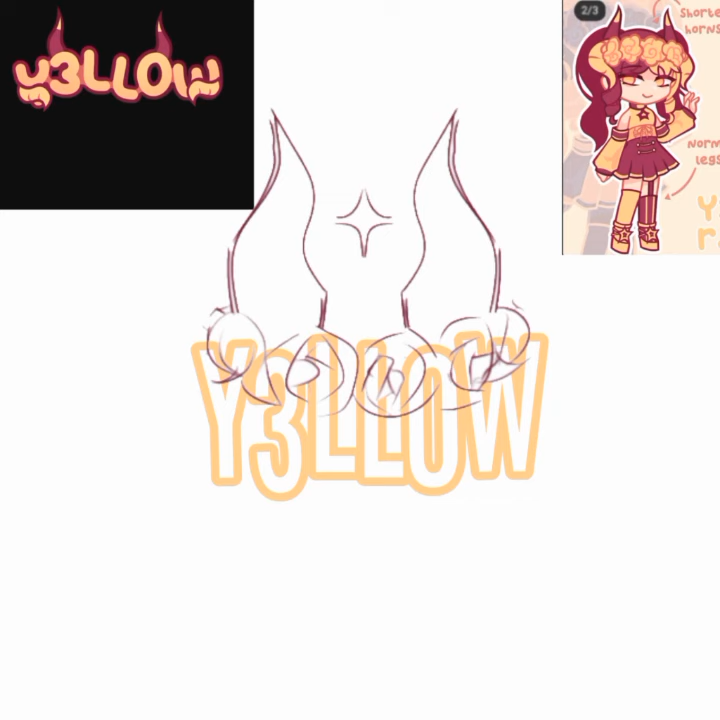 Y3LLOW
2/3
Shorte
horns
Norm
legs
Y3LLOW